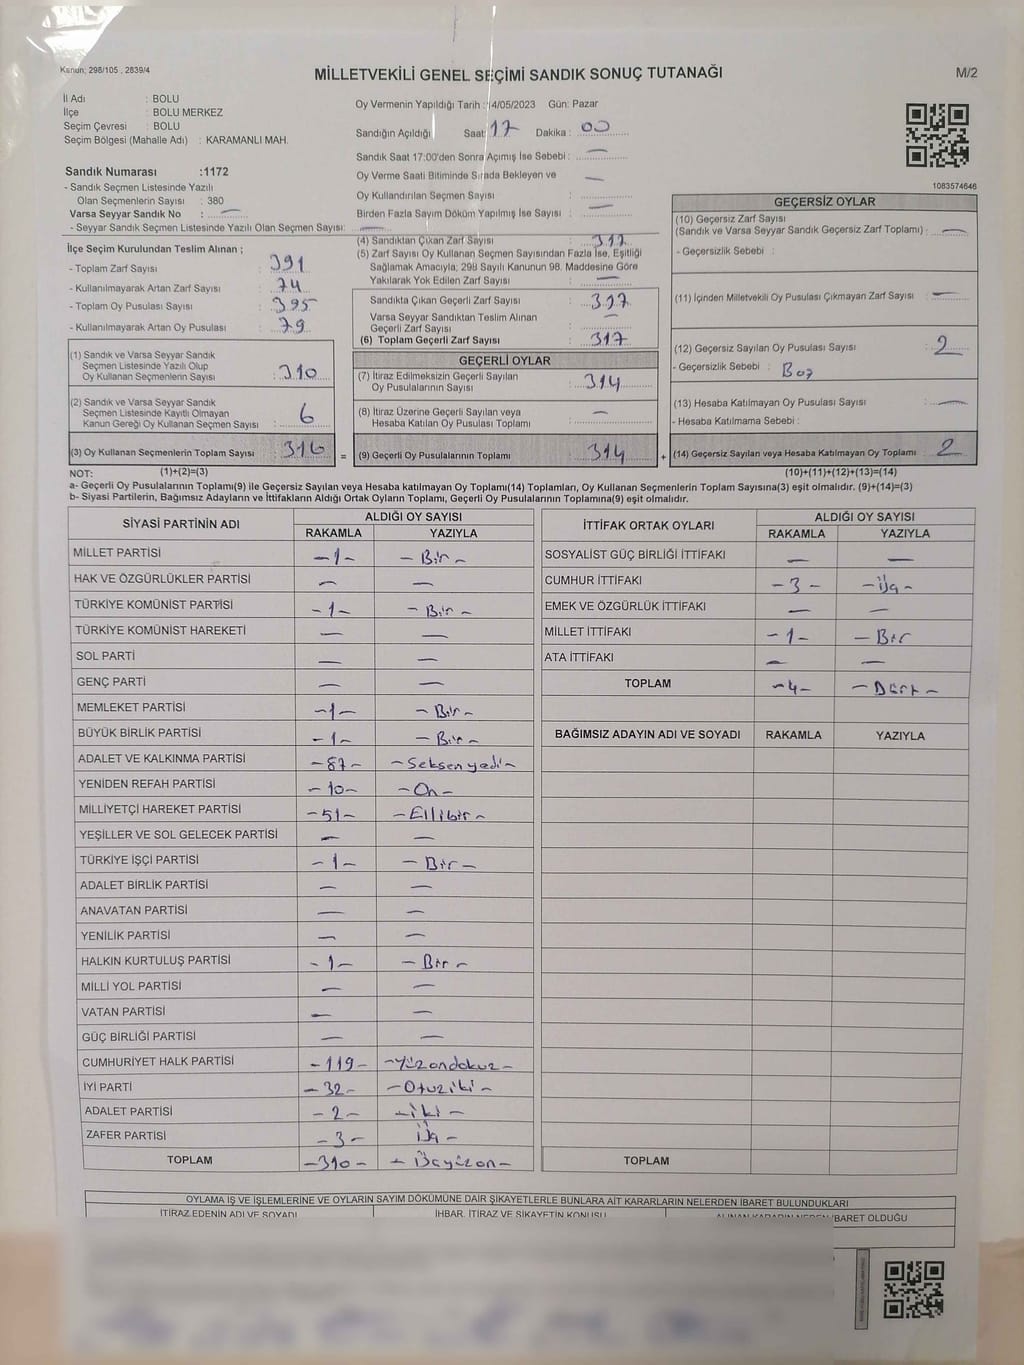 Kanun; 298/105 , 2839/4
MİLLETVEKİLİ GENEL SEÇİMİ SANDIK SONUÇ TUTANAĞI
M/2
İl Adı : BOLU
İlçe : BOLU MERKEZ
Seçim Çevresi : BOLU
Seçim Bölgesi (Mahalle Adı) : KARAMANLI MAH.
Oy Vermenin Yapıldığı Tarih : 4/05/2023 Gün: Pazar
Sandığın Açıldığı Saat: 17 Dakika : 00
Sandık Saat 17:00'den Sonra Açımış İse Sebebi : —
Oy Verme Saati Bitiminde Sırada Bekleyen ve
Oy Kullandırılan Seçmen Sayısı : —
Birden Fazla Sayım Döküm Yapılmış İse Sayısı : —
1083574646
Sandık Numarası :1172
- Sandık Seçmen Listesinde Yazılı
Olan Seçmenlerin Sayısı : 380
Varsa Seyyar Sandık No : —
- Seyyar Sandık Seçmen Listesinde Yazılı Olan Seçmen Sayısı: —
İlçe Seçim Kurulundan Teslim Alınan ;
- Toplam Zarf Sayısı : 391
- Kullanılmayarak Artan Zarf Sayısı : 74
- Toplam Oy Pusulası Sayısı : 395
- Kullanılmayarak Artan Oy Pusulası : 79
(1) Sandık ve Varsa Seyyar Sandık
Seçmen Listesinde Yazılı Olup
Oy Kullanan Seçmenlerin Sayısı : 310
(2) Sandık ve Varsa Seyyar Sandık
Seçmen Listesinde Kayıtlı Olmayan
Kanun Gereği Oy Kullanan Seçmen Sayısı : 6
(3) Oy Kullanan Seçmenlerin Toplam Sayısı : 316
(4) Sandıktan Çıkan Zarf Sayısı : 317
(5) Zarf Sayısı Oy Kullanan Seçmen Sayısından Fazla İse, Eşitliği
Sağlamak Amacıyla; 298 Sayılı Kanunun 98. Maddesine Göre
Yakılarak Yok Edilen Zarf Sayısı : —
Sandıkta Çıkan Geçerli Zarf Sayısı : 317
Varsa Seyyar Sandıktan Teslim Alınan
Geçerli Zarf Sayısı : —
(6) Toplam Geçerli Zarf Sayısı : 317
GEÇERLİ OYLAR
(7) İtiraz Edilmeksizin Geçerli Sayılan
Oy Pusulalarının Sayısı : 314
(8) İtiraz Üzerine Geçerli Sayılan veya
Hesaba Katılan Oy Pusulası Toplamı : —
= (9) Geçerli Oy Pusulalarının Toplamı : 314
GEÇERSİZ OYLAR
(10) Geçersiz Zarf Sayısı
(Sandık ve Varsa Seyyar Sandık Geçersiz Zarf Toplamı) : —
- Geçersizlik Sebebi :
(11) İçinden Milletvekili Oy Pusulası Çıkmayan Zarf Sayısı : —
(12) Geçersiz Sayılan Oy Pusulası Sayısı : 2
- Geçersizlik Sebebi : Boş
(13) Hesaba Katılmayan Oy Pusulası Sayısı : —
- Hesaba Katılmama Sebebi :
+ (14) Geçersiz Sayılan veya Hesaba Katılmayan Oy Toplamı : 2
NOT: (1)+(2)=(3) (10)+(11)+(12)+(13)=(14)
a- Geçerli Oy Pusulalarının Toplamı(9) ile Geçersiz Sayılan veya Hesaba katılmayan Oy Toplamı(14) Toplamları, Oy Kullanan Seçmenlerin Toplam Sayısına(3) eşit olmalıdır. (9)+(14)=(3)
b- Siyasi Partilerin, Bağımsız Adayların ve İttifakların Aldığı Ortak Oyların Toplamı, Geçerli Oy Pusulalarının Toplamına(9) eşit olmalıdır.
SİYASİ PARTİNİN ADI ALDIĞI OY SAYISI
RAKAMLA YAZIYLA
MİLLET PARTİSİ -1- - Bir -
HAK VE ÖZGÜRLÜKLER PARTİSİ — —
TÜRKİYE KOMÜNİST PARTİSİ -1- - Bir -
TÜRKİYE KOMÜNİST HAREKETİ — —
SOL PARTİ — —
GENÇ PARTİ — —
MEMLEKET PARTİSİ -1- - Bir -
BÜYÜK BİRLİK PARTİSİ -1- - Bir -
ADALET VE KALKINMA PARTİSİ -87- - Seksenyedi -
YENİDEN REFAH PARTİSİ -10- - On -
MİLLİYETÇİ HAREKET PARTİSİ -51- - Ellibir -
YEŞİLLER VE SOL GELECEK PARTİSİ — —
TÜRKİYE İŞÇİ PARTİSİ -1- - Bir -
ADALET BİRLİK PARTİSİ — —
ANAVATAN PARTİSİ — —
YENİLİK PARTİSİ — —
HALKIN KURTULUŞ PARTİSİ -1- - Bir -
MİLLİ YOL PARTİSİ — —
VATAN PARTİSİ — —
GÜÇ BİRLİĞİ PARTİSİ — —
CUMHURİYET HALK PARTİSİ -119- - Yüzondokuz -
İYİ PARTİ -32- - Otuziki -
ADALET PARTİSİ -2- - iki -
ZAFER PARTİSİ -3- Üç -
TOPLAM -310- - Üçyüzon -
İTTİFAK ORTAK OYLARI ALDIĞI OY SAYISI
RAKAMLA YAZIYLA
SOSYALİST GÜÇ BİRLİĞİ İTTİFAKI — —
CUMHUR İTTİFAKI -3- - Üç -
EMEK VE ÖZGÜRLÜK İTTİFAKI — —
MİLLET İTTİFAKI -1- - Bir
ATA İTTİFAKI — —
TOPLAM -4- - Dört -
BAĞIMSIZ ADAYIN ADI VE SOYADI RAKAMLA YAZIYLA
TOPLAM
OYLAMA İŞ VE İŞLEMLERİNE VE OYLARIN SAYIM DÖKÜMÜNE DAİR ŞİKAYETLERLE BUNLARA AİT KARARLARIN NELERDEN İBARET BULUNDUKLARI
İTİRAZ EDENİN ADI VE SOYADI İHBAR, İTİRAZ VE ŞİKAYETİN KONUSU ALINAN KARARIN NEDEN İBARET OLDUĞU